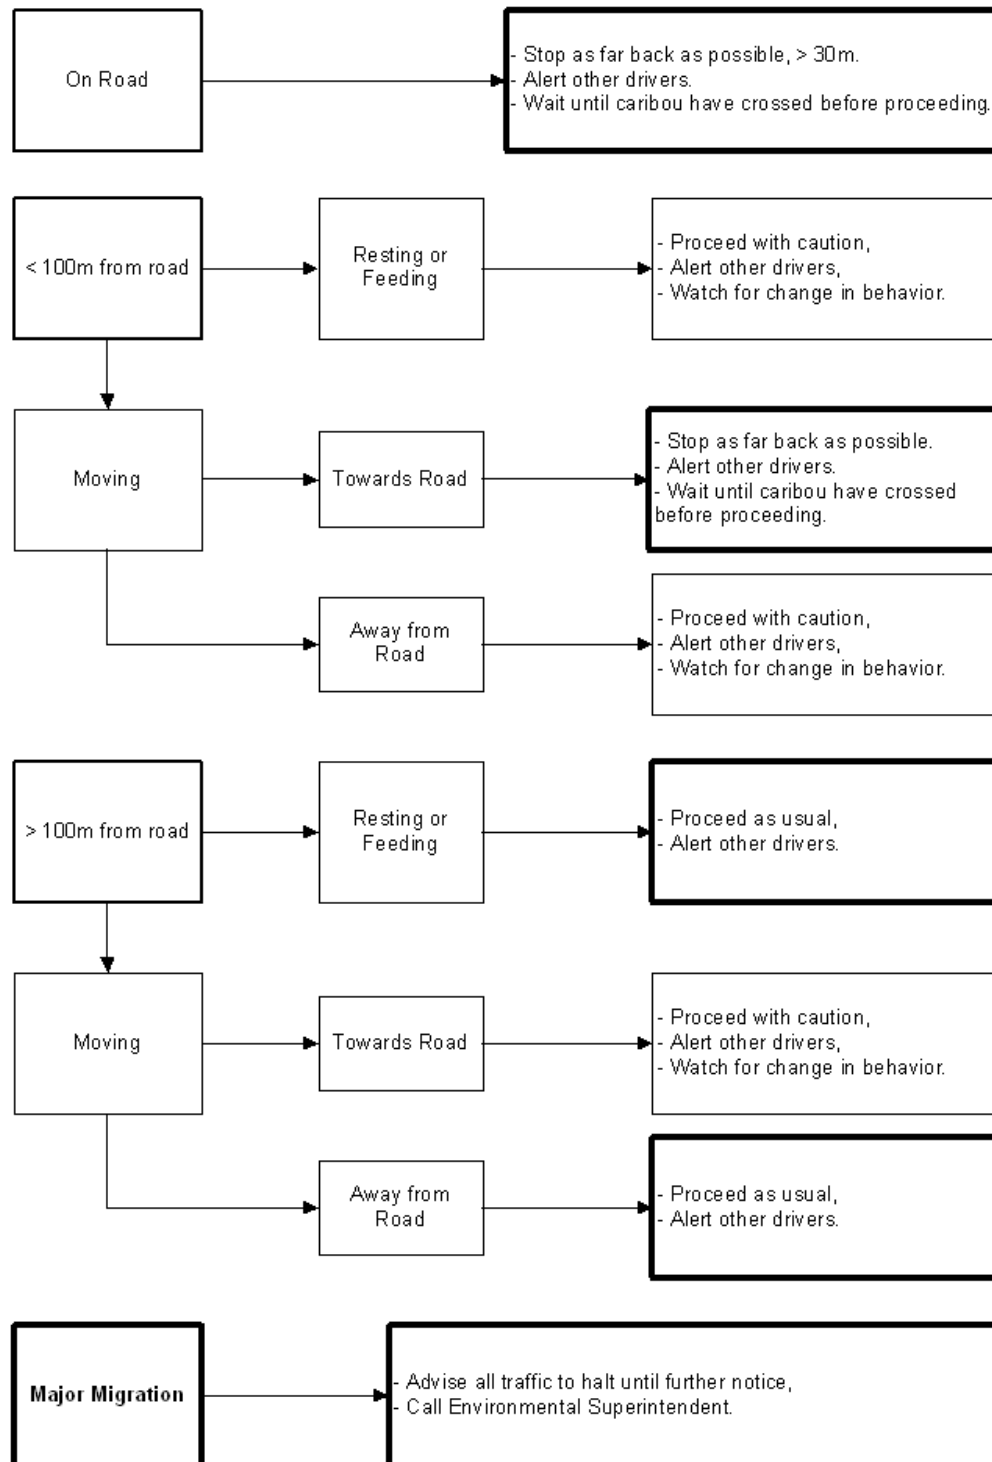 On Road
- Stop as far back as possible, > 30m.
- Alert other drivers.
- Wait until caribou have crossed before proceeding.
< 100m from road
Resting or
Feeding
- Proceed with caution,
- Alert other drivers,
- Watch for change in behavior.
Moving
Towards Road
- Stop as far back as possible.
- Alert other drivers.
- Wait until caribou have crossed
before proceeding.
Away from
Road
- Proceed with caution,
- Alert other drivers,
- Watch for change in behavior.
> 100m from road
Resting or
Feeding
- Proceed as usual,
- Alert other drivers.
Moving
Towards Road
- Proceed with caution,
- Alert other drivers,
- Watch for change in behavior.
Away from
Road
- Proceed as usual,
- Alert other drivers.
Major Migration
- Advise all traffic to halt until further notice,
- Call Environmental Superintendent.